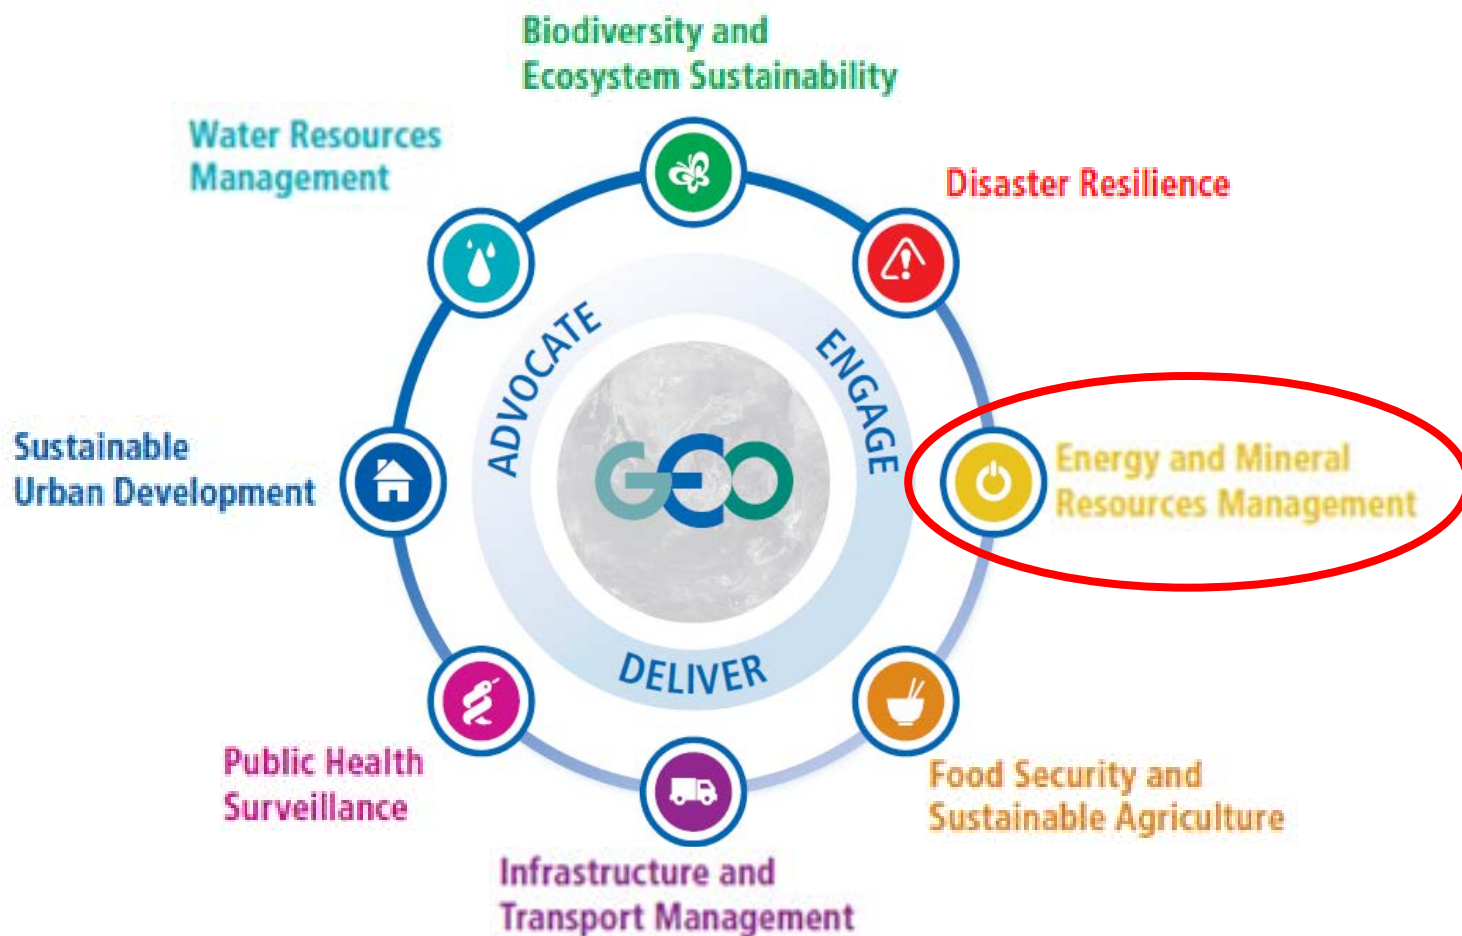 Biodiversity and
Ecosystem Sustainability
Water Resources
Management
Disaster Resilience
ADVOCATE
ENGAGE
GEO
Sustainable
Urban Development
Energy and Mineral
Resources Management
DELIVER
Public Health
Surveillance
Food Security and
Sustainable Agriculture
Infrastructure and
Transport Management